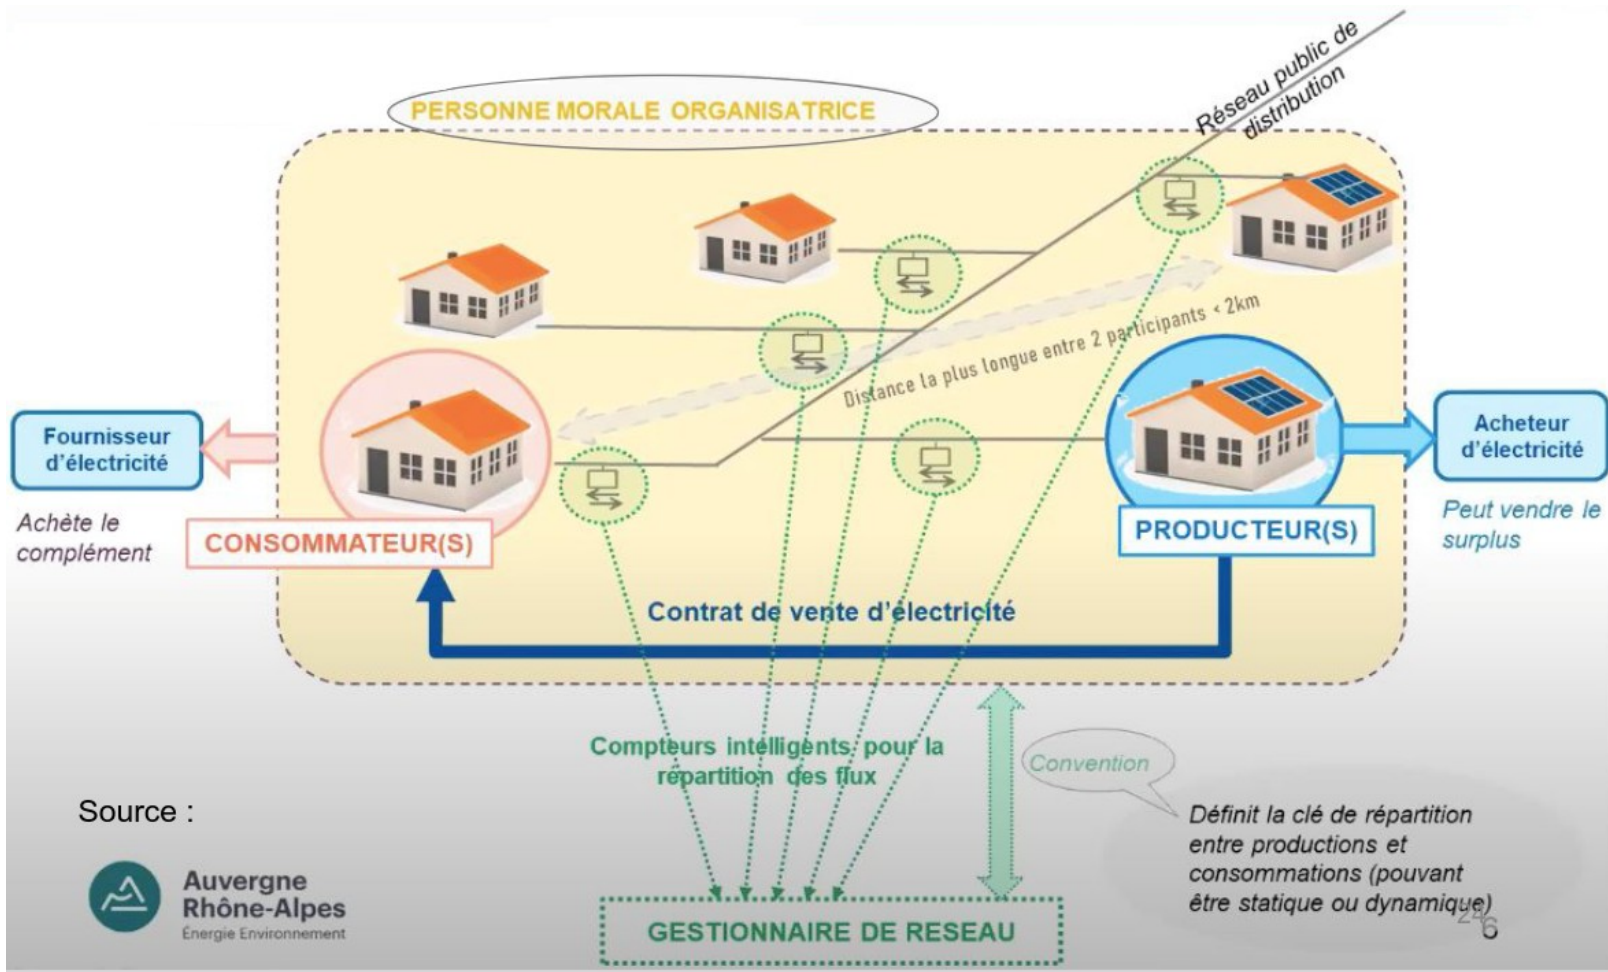 Réseau public de
distribution
PERSONNE MORALE ORGANISATRICE
Distance la plus longue entre 2 participants < 2km
Fournisseur
d'électricité
Achète le
complément
CONSOMMATEUR(S)
PRODUCTEUR(S)
Acheteur
d'électricité
Peut vendre le
surplus
Contrat de vente d'électricité
Compteurs intelligents pour la
répartition des flux
Convention
Définit la clé de répartition
entre productions et
consommations (pouvant
être statique ou dynamique)
Source :
Auvergne
Rhône-Alpes
Énergie Environnement
GESTIONNAIRE DE RESEAU
6